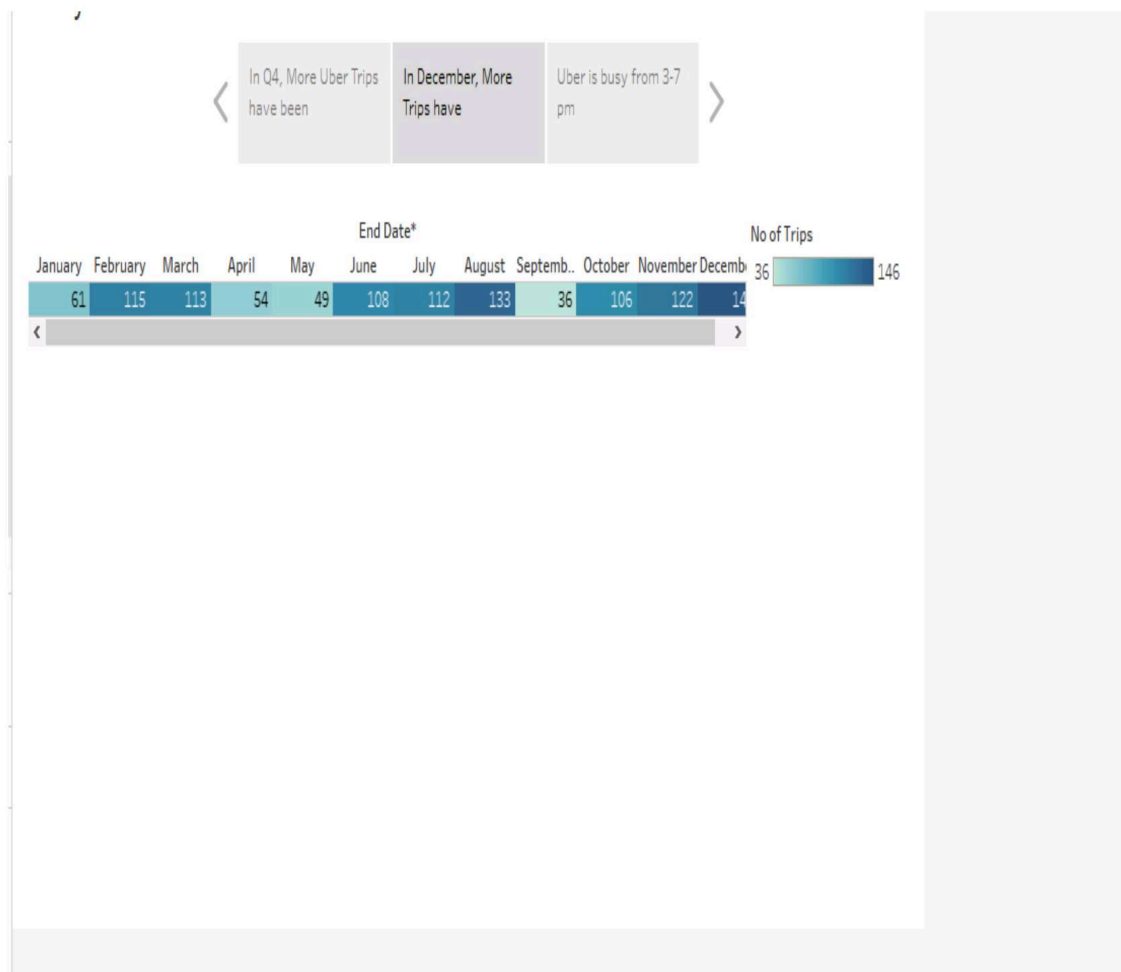 In Q4, More Uber Trips
have been
In December, More
Trips have
Uber is busy from 3-7
pm
End Date*
No of Trips
January February March April May June July August Septemb.. October November Decemb
36 146
61 115 113 54 49 108 112 133 36 106 122 14